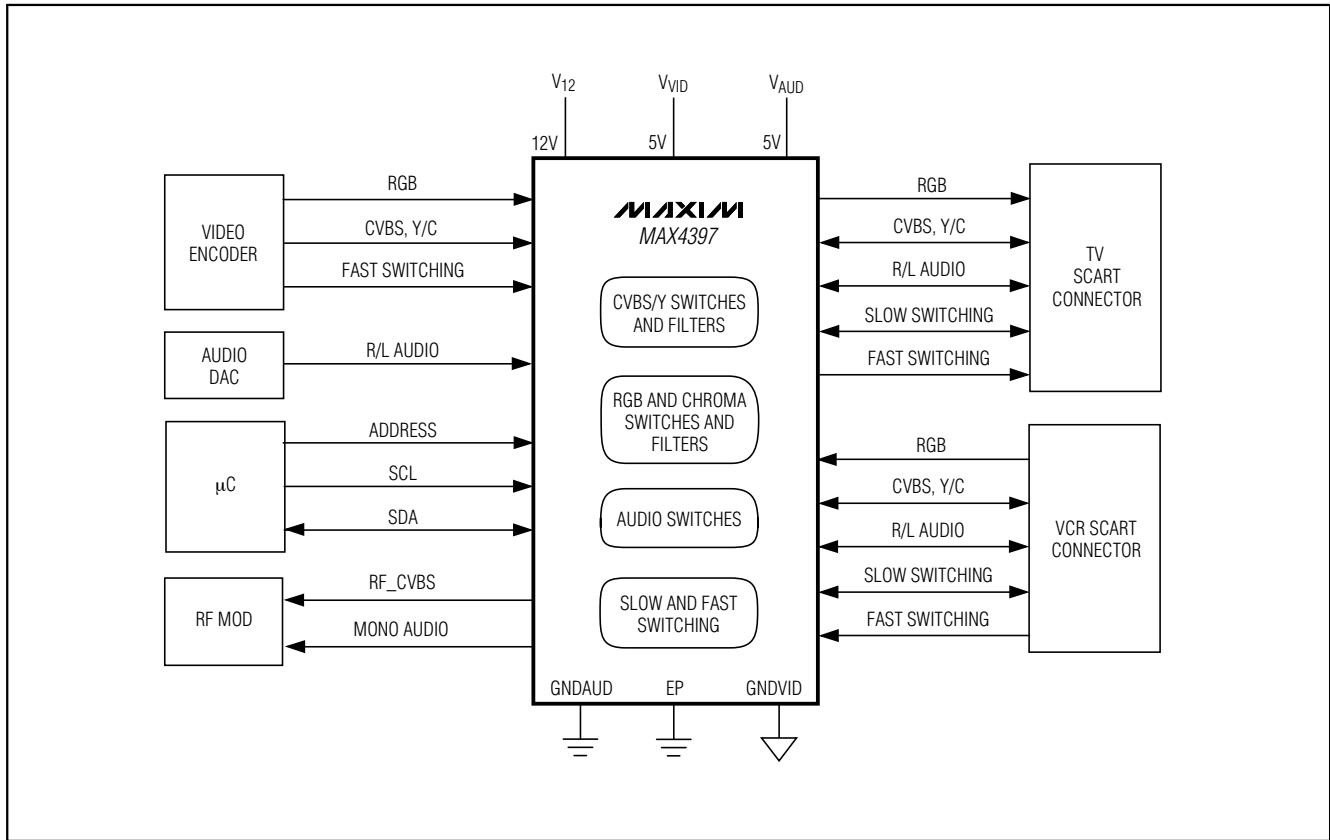 V12
VVID
VAUD
12V
5V
5V
VIDEO
ENCODER
RGB
CVBS, Y/C
FAST SWITCHING
AUDIO
DAC
R/L AUDIO
μC
ADDRESS
SCL
SDA
RF MOD
RF_CVBS
MONO AUDIO
MAXIM
MAX4397
CVBS/Y SWITCHES
AND FILTERS
RGB AND CHROMA
SWITCHES AND
FILTERS
AUDIO SWITCHES
SLOW AND FAST
SWITCHING
GNDAUD
EP
GNDVID
RGB
CVBS, Y/C
R/L AUDIO
SLOW SWITCHING
FAST SWITCHING
TV
SCART
CONNECTOR
RGB
CVBS, Y/C
R/L AUDIO
SLOW SWITCHING
FAST SWITCHING
VCR SCART
CONNECTOR